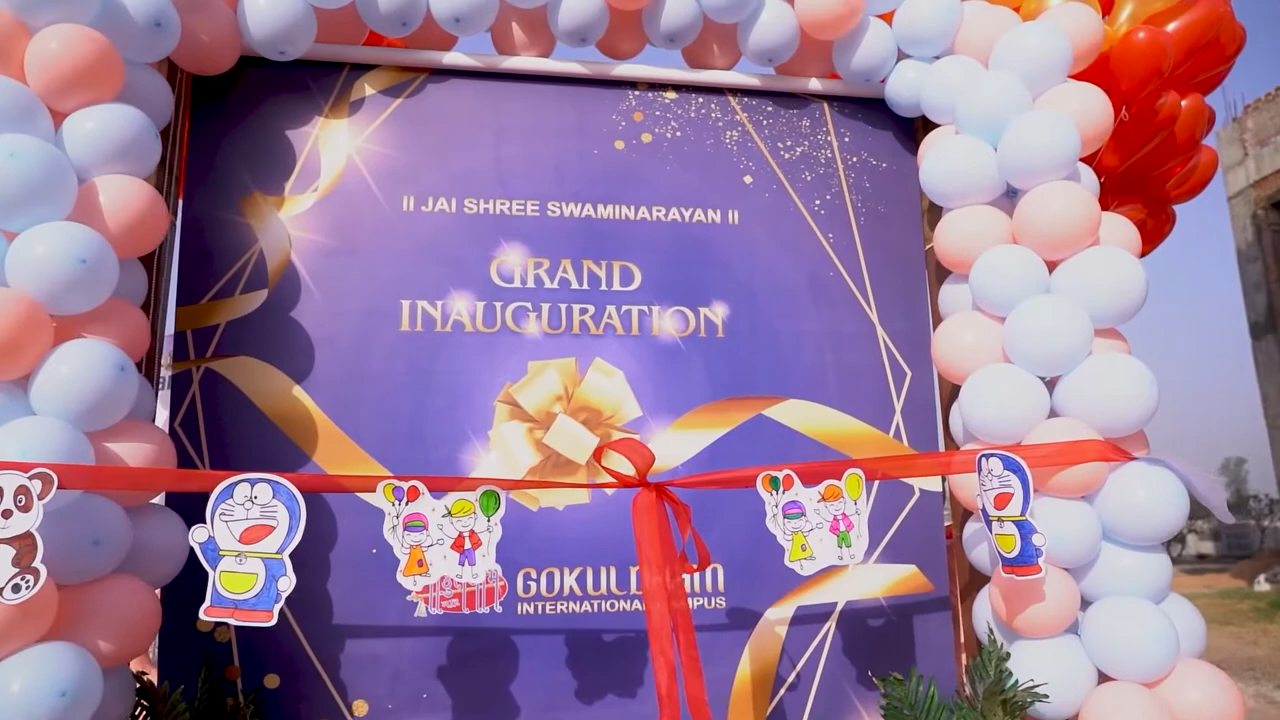 II JAI SHREE SWAMINARAYAN II
GRAND
INAUGURATION
INTERNATIONAL